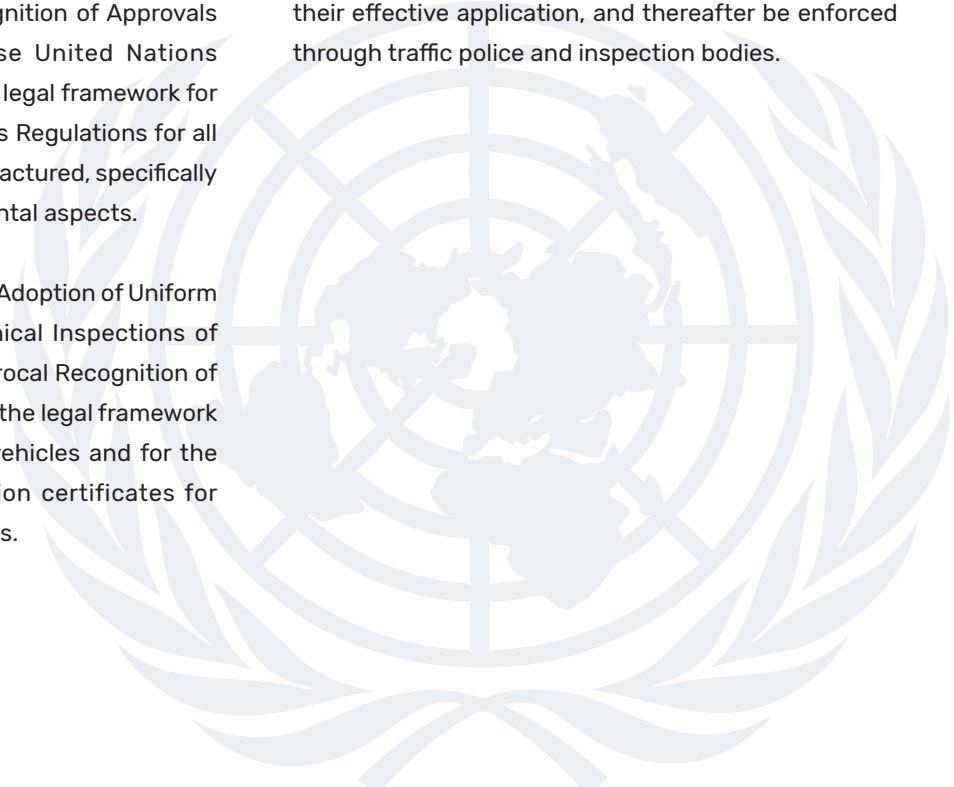 gnition of Approvals
se United Nations
legal framework for
s Regulations for all
actured, specifically
ntal aspects.
Adoption of Uniform
nical Inspections of
rocal Recognition of
the legal framework
vehicles and for the
ion certificates for
s.
their effective application, and thereafter be enforced
through traffic police and inspection bodies.